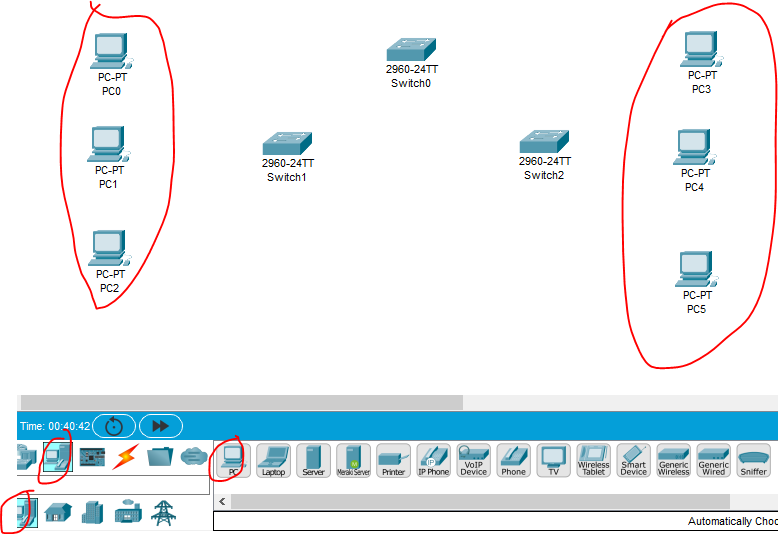 PC-PT
PC0
2960-24TT
Switch0
PC-PT
PC3
PC-PT
PC1
2960-24TT
Switch1
2960-24TT
Switch2
PC-PT
PC4
PC-PT
PC2
PC-PT
PC5
Time: 00:40:42
PC
Laptop
Server
Meraki Server
Printer
IP Phone
VoIP
Device
Phone
TV
Wireless
Tablet
Smart
Device
Generic
Wireless
Generic
Wired
Sniffer
Automatically Choo